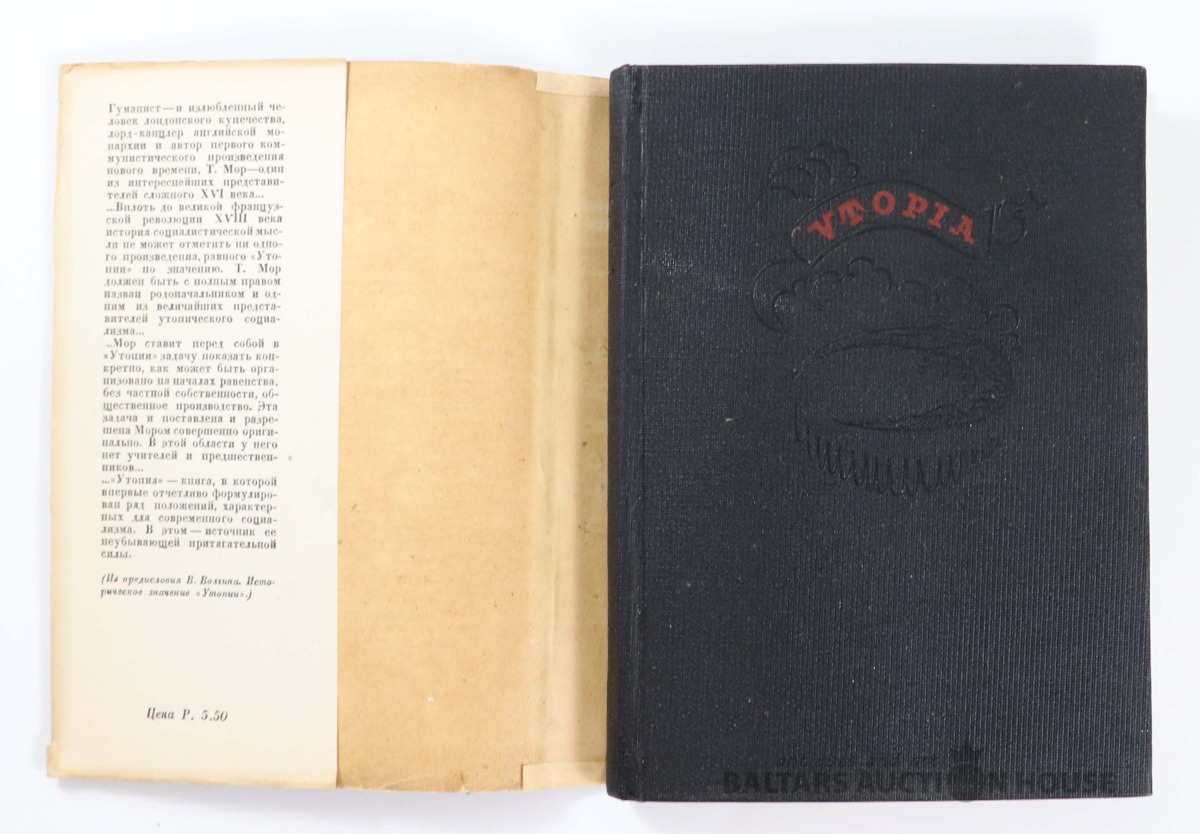 Гуманист — и излюбленный че-
ловек лондонского купечества,
лорд-канцлер английской мо-
нархии и автор первого ком-
мунистического произведения
нового времени, Т. Мор—один
из интереснейших представи-
телей сложного XVI века...
...Вплоть до великой француз-
ской революции XVIII века
история социалистической мыс-
ли не может отметить ни одно-
го произведения, равного «Уто-
пии» по значению. Т. Мор
должен быть с полным правом
назван родоначальником и од-
ним из величайших предста-
вителей утопического социа-
лизма...
..Мор ставит перед собой в
«Утопии» задачу показать кон-
кретно, как может быть орга-
низовано на началах равенства,
без частной собственности, об-
щественное производство. Эта
задача и поставлена и разре-
шена Мором совершенно ориги-
нально. В этой области у него
нет учителей и предшествен-
ников...
...«Утопия» — книга, в которой
впервые отчетливо формулиро-
ван ряд положений, характер-
ных для современного социа-
лизма. В этом — источник ее
неубывающей притягательной
силы.
(Из предисловия В. Волгина. Исто-
рическое значение «Утопии».)
Цена Р. 5.50
VTOPIA
BALTARS AUCTION HOUSE